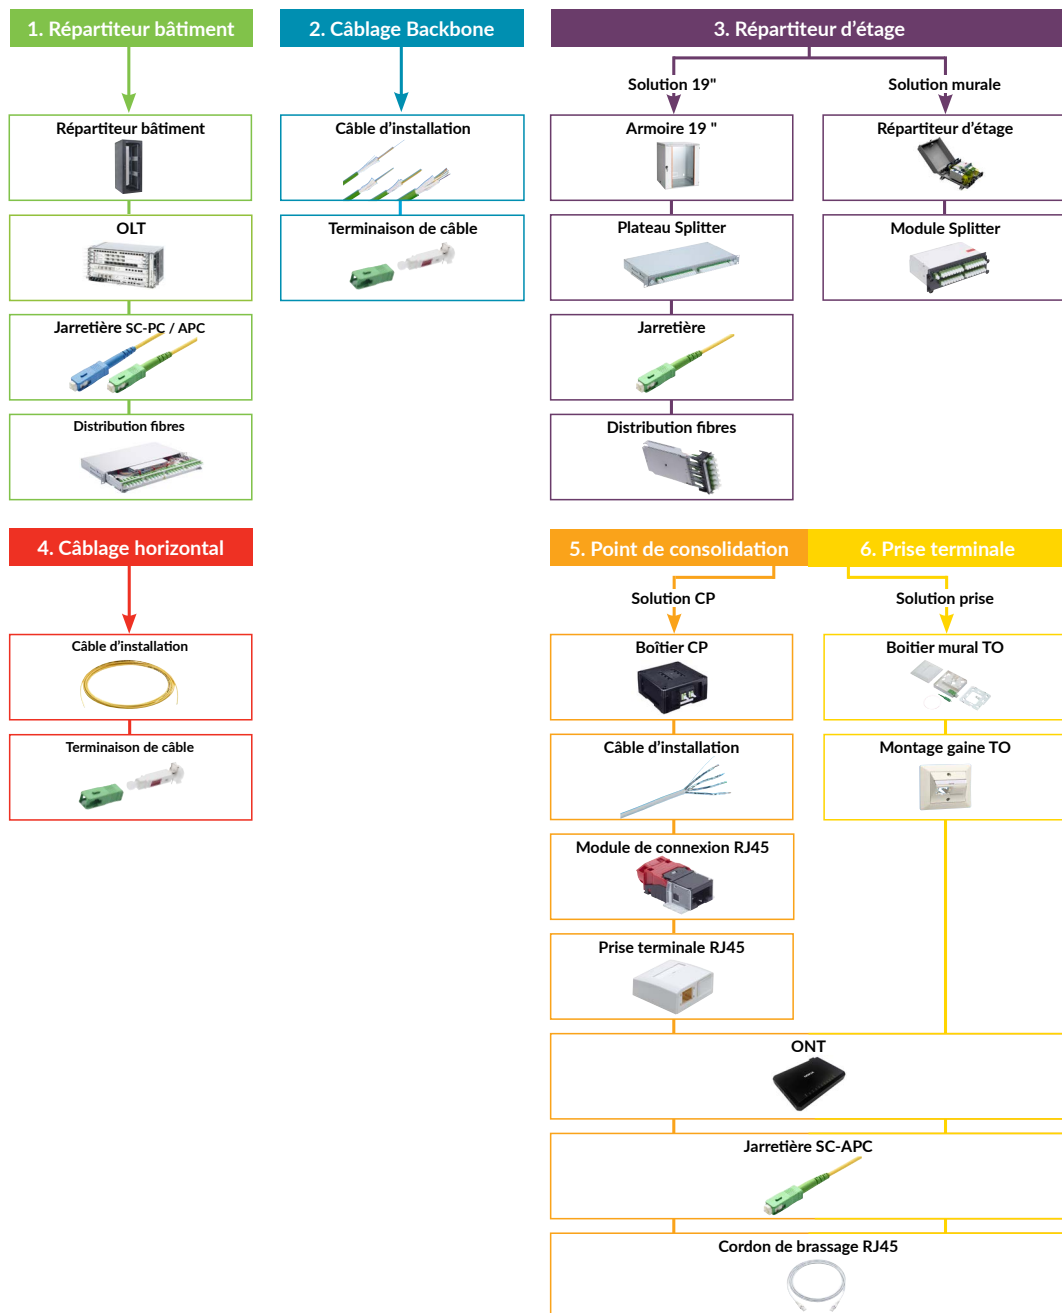 1. Répartiteur bâtiment
Répartiteur bâtiment
OLT
Jarretière SC-PC / APC
Distribution fibres
2. Câblage Backbone
Câble d'installation
Terminaison de câble
3. Répartiteur d'étage
Solution 19"
Armoire 19 "
Plateau Splitter
Jarretière
Distribution fibres
Solution murale
Répartiteur d'étage
Module Splitter
4. Câblage horizontal
Câble d'installation
Terminaison de câble
5. Point de consolidation
Solution CP
Boîtier CP
Câble d'installation
Module de connexion RJ45
Prise terminale RJ45
6. Prise terminale
Solution prise
Boitier mural TO
Montage gaine TO
ONT
Jarretière SC-APC
Cordon de brassage RJ45